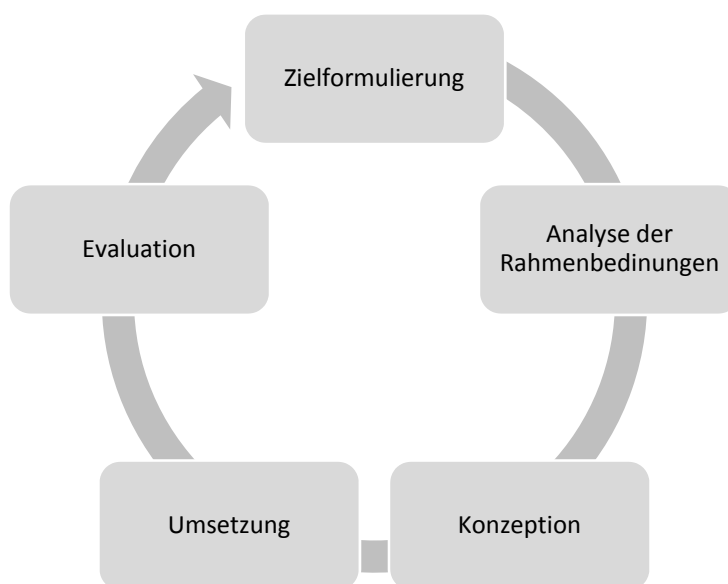 Zielformulierung
Analyse der
Rahmenbedinungen
Konzeption
Umsetzung
Evaluation